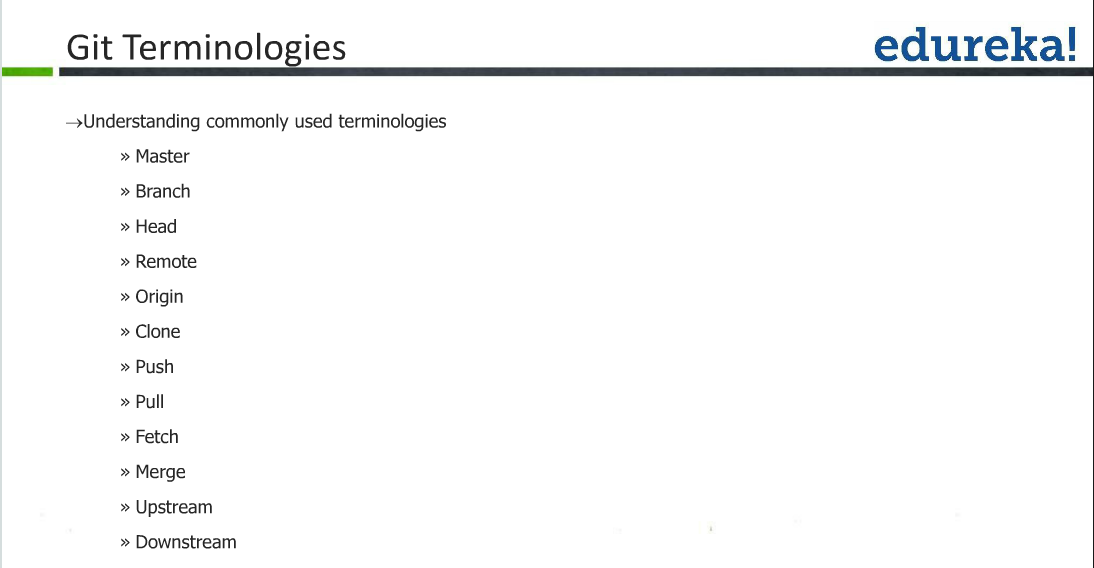 Git Terminologies
edureka!
→Understanding commonly used terminologies
» Master
» Branch
» Head
» Remote
» Origin
» Clone
» Push
» Pull
» Fetch
» Merge
» Upstream
» Downstream